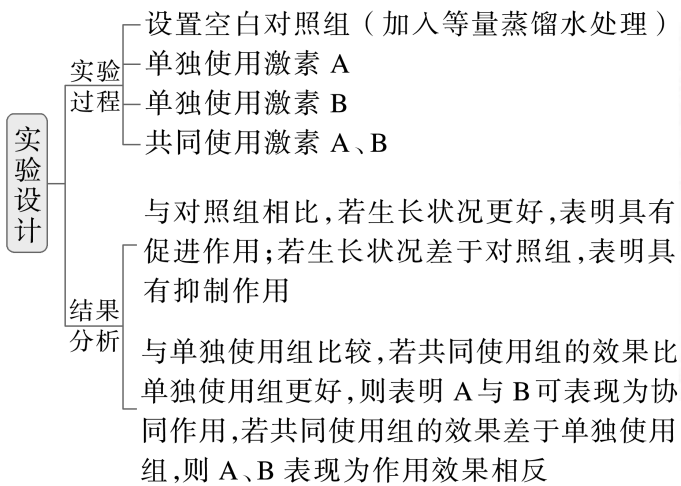 实验设计
实验
过程
设置空白对照组（加入等量蒸馏水处理）
单独使用激素 A
单独使用激素 B
共同使用激素 A、B
结果
分析
与对照组相比,若生长状况更好,表明具有
促进作用;若生长状况差于对照组,表明具
有抑制作用
与单独使用组比较,若共同使用组的效果比
单独使用组更好,则表明 A 与 B 可表现为协
同作用,若共同使用组的效果差于单独使用
组,则 A、B 表现为作用效果相反